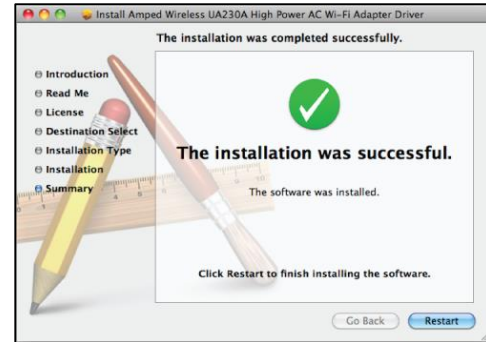 Install Amped Wireless UA230A High Power AC Wi-Fi Adapter Driver
The installation was completed successfully.
Introduction
Read Me
License
Destination Select
Installation Type
Installation
Summary
The installation was successful.
The software was installed.
Click Restart to finish installing the software.
Go Back
Restart